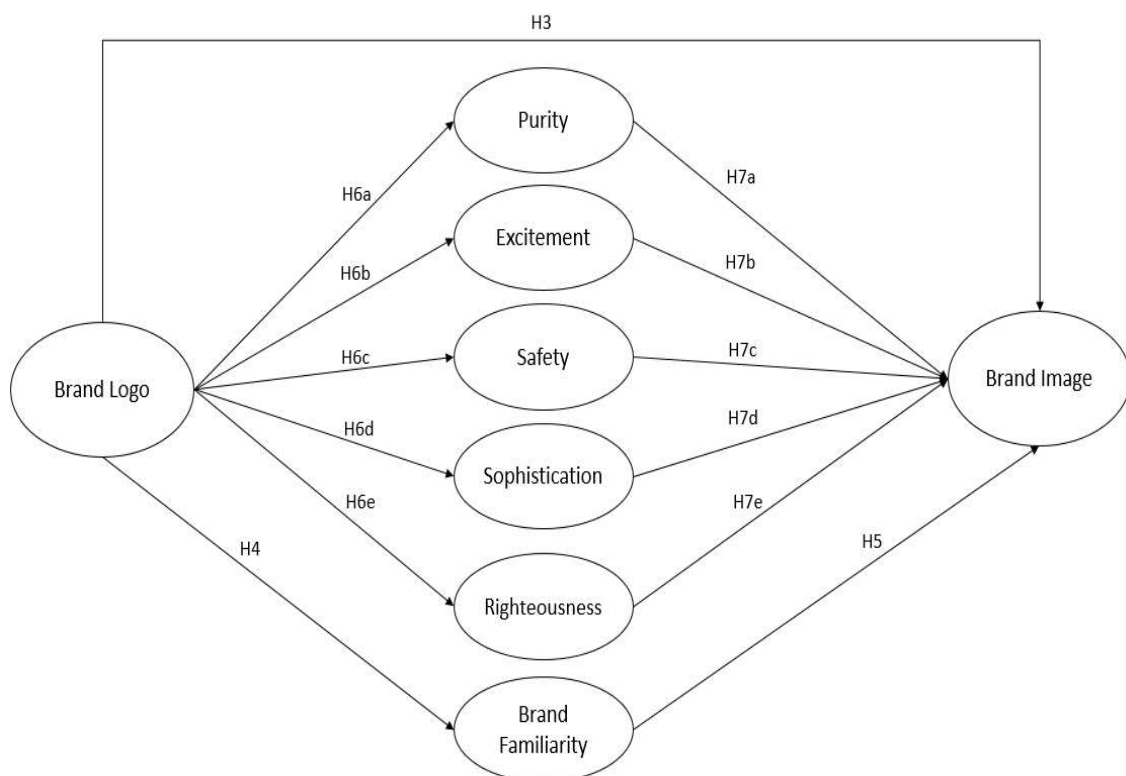 H3
Purity
H6a
H7a
Excitement
H6b
H7b
Safety
H6c
H7c
Brand Logo
Brand Image
H6d
H7d
Sophistication
H6e
H7e
H4
H5
Righteousness
Brand
Familiarity